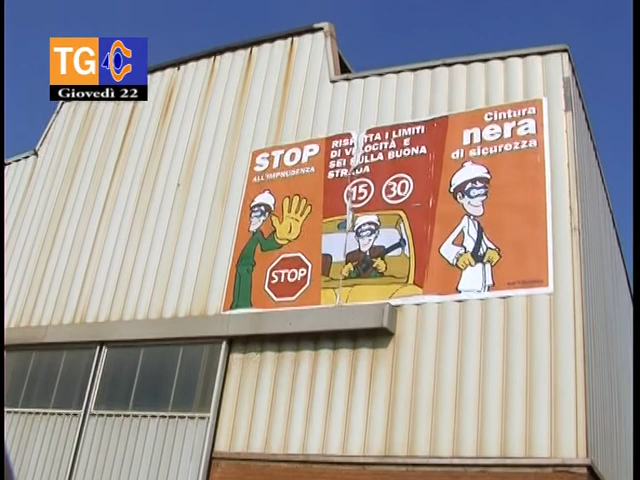 TG
4C
Giovedì 22
STOP
ALL'IMPRUDENZA
RISPETTA I LIMITI
DI VELOCITÀ E
SEI SULLA BUONA
STRADA
15 30
STOP
Cintura
nera
di sicurezza